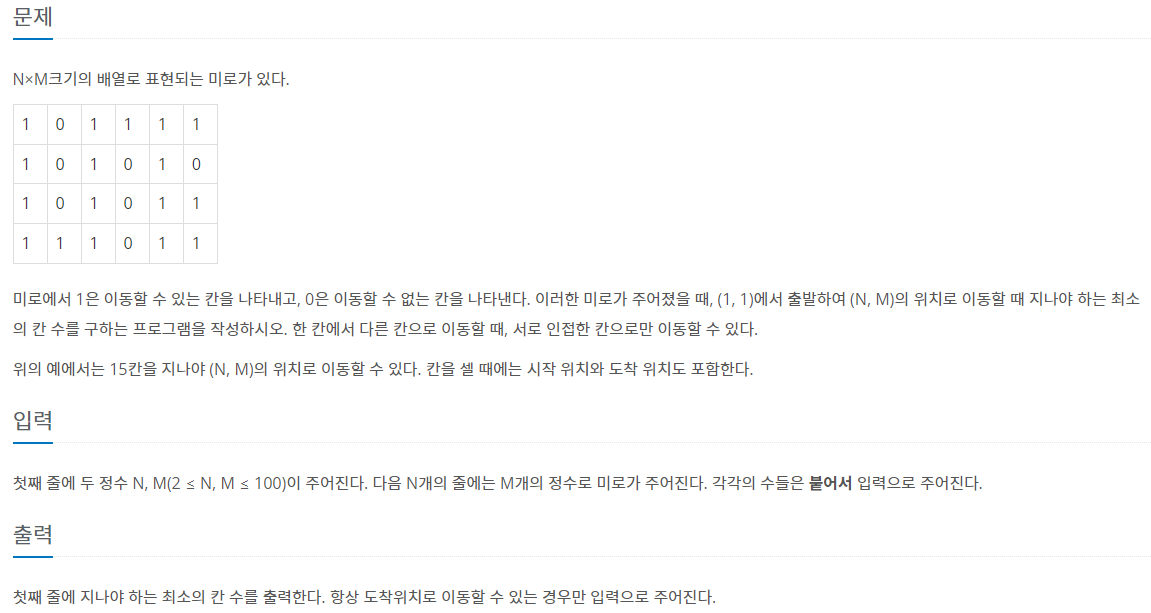 문제
N×M크기의 배열로 표현되는 미로가 있다.
1 0 1 1 1 1
1 0 1 0 1 0
1 0 1 0 1 1
1 1 1 0 1 1
미로에서 1은 이동할 수 있는 칸을 나타내고, 0은 이동할 수 없는 칸을 나타낸다. 이러한 미로가 주어졌을 때, (1, 1)에서 출발하여 (N, M)의 위치로 이동할 때 지나야 하는 최소
의 칸 수를 구하는 프로그램을 작성하시오. 한 칸에서 다른 칸으로 이동할 때, 서로 인접한 칸으로만 이동할 수 있다.
위의 예에서는 15칸을 지나야 (N, M)의 위치로 이동할 수 있다. 칸을 셀 때에는 시작 위치와 도착 위치도 포함한다.
입력
첫째 줄에 두 정수 N, M(2 ≤ N, M ≤ 100)이 주어진다. 다음 N개의 줄에는 M개의 정수로 미로가 주어진다. 각각의 수들은 붙어서 입력으로 주어진다.
출력
첫째 줄에 지나야 하는 최소의 칸 수를 출력한다. 항상 도착위치로 이동할 수 있는 경우만 입력으로 주어진다.